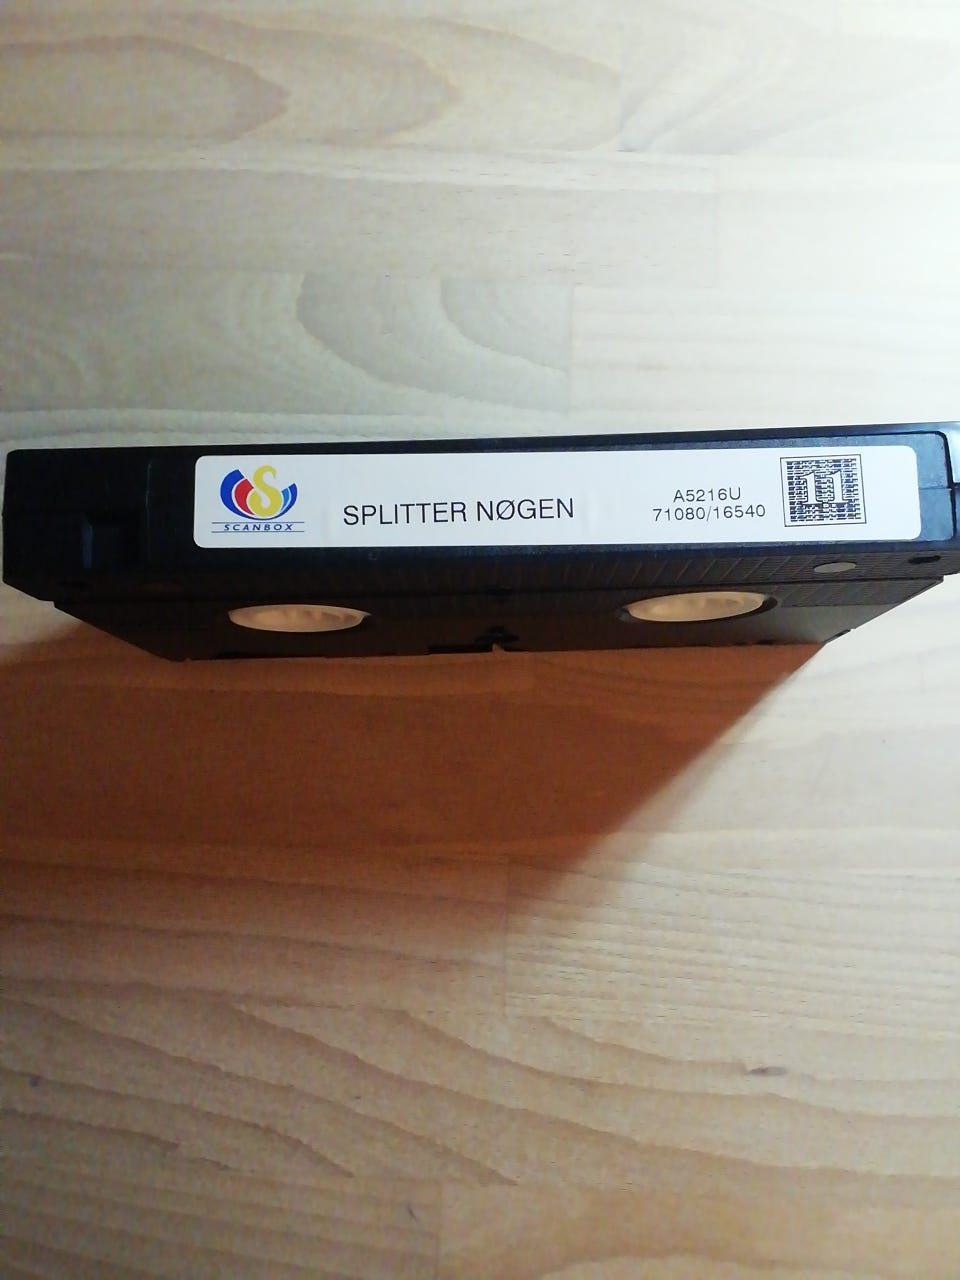 SCANBOX
SPLITTER NØGEN
A5216U
71080/16540